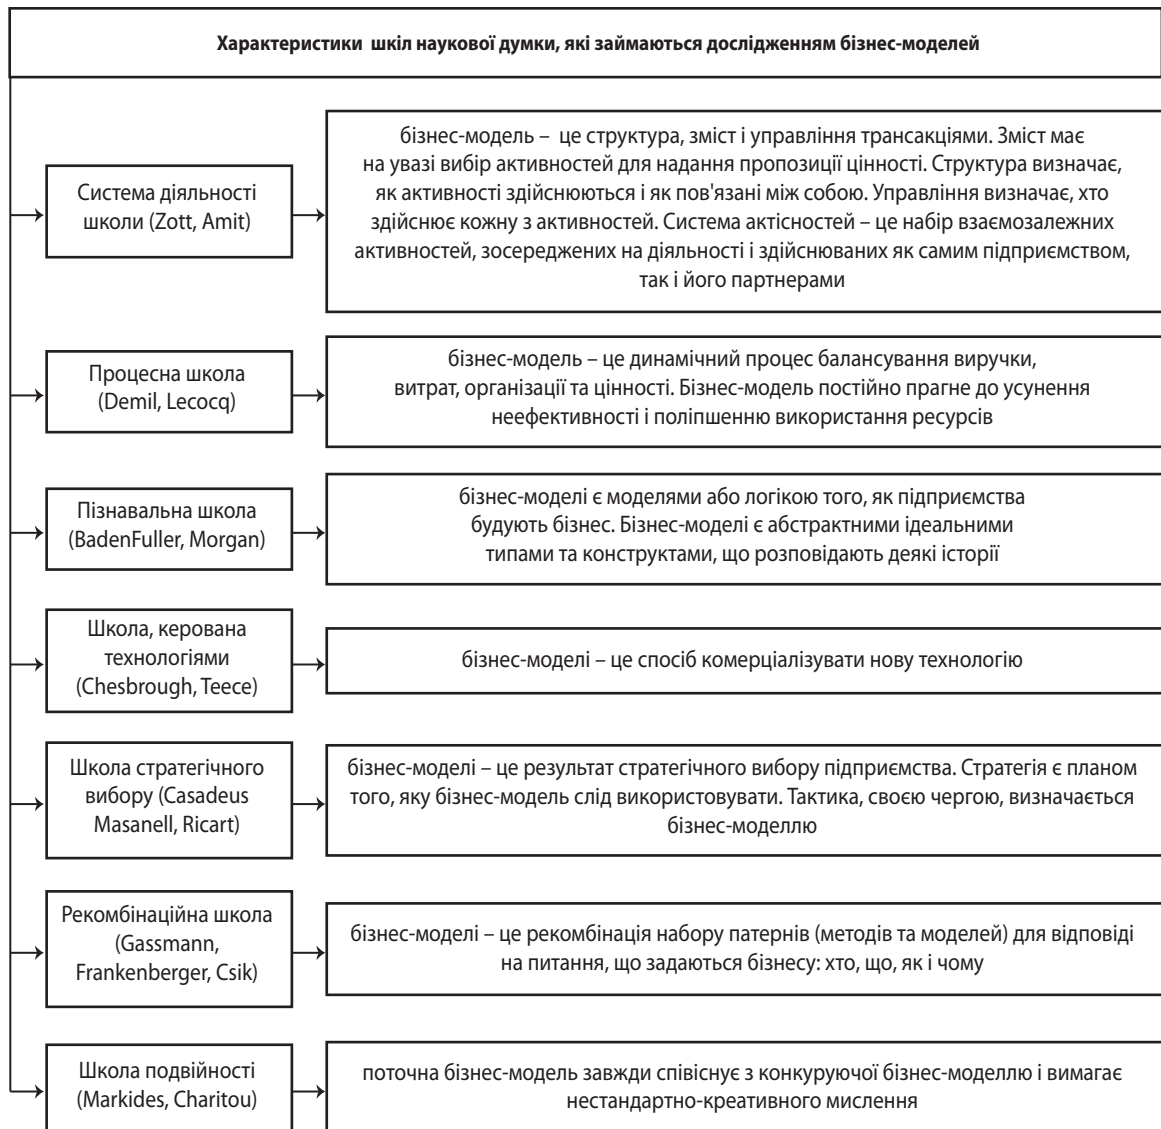 Характеристики шкіл наукової думки, які займаються дослідженням бізнес-моделей
Система діяльності
школи (Zott, Amit)
бізнес-модель – це структура, зміст і управління трансакціями. Зміст має
на увазі вибір активностей для надання пропозиції цінності. Структура визначає,
як активності здійснюються і як пов'язані між собою. Управління визначає, хто
здійснює кожну з активностей. Система актісностей – це набір взаємозалежних
активностей, зосереджених на діяльності і здійснюваних як самим підприємством,
так і його партнерами
Процесна школа
(Demil, Lecocq)
бізнес-модель – це динамічний процес балансування виручки,
витрат, організації та цінності. Бізнес-модель постійно прагне до усунення
неефективності і поліпшенню використання ресурсів
Пізнавальна школа
(BadenFuller, Morgan)
бізнес-моделі є моделями або логікою того, як підприємства
будують бізнес. Бізнес-моделі є абстрактними ідеальними
типами та конструктами, що розповідають деякі історії
Школа, керована
технологіями
(Chesbrough, Teece)
бізнес-моделі – це спосіб комерціалізувати нову технологію
Школа стратегічного
вибору (Casadeus
Masanell, Ricart)
бізнес-моделі – це результат стратегічного вибору підприємства. Стратегія є планом
того, яку бізнес-модель слід використовувати. Тактика, своєю чергою, визначається
бізнес-моделлю
Рекомбінаційна школа
(Gassmann,
Frankenberger, Csik)
бізнес-моделі – це рекомбінація набору патернів (методів та моделей) для відповіді
на питання, що задаються бізнесу: хто, що, як і чому
Школа подвійності
(Markides, Charitou)
поточна бізнес-модель завжди співіснує з конкуруючої бізнес-моделлю і вимагає
нестандартно-креативного мислення